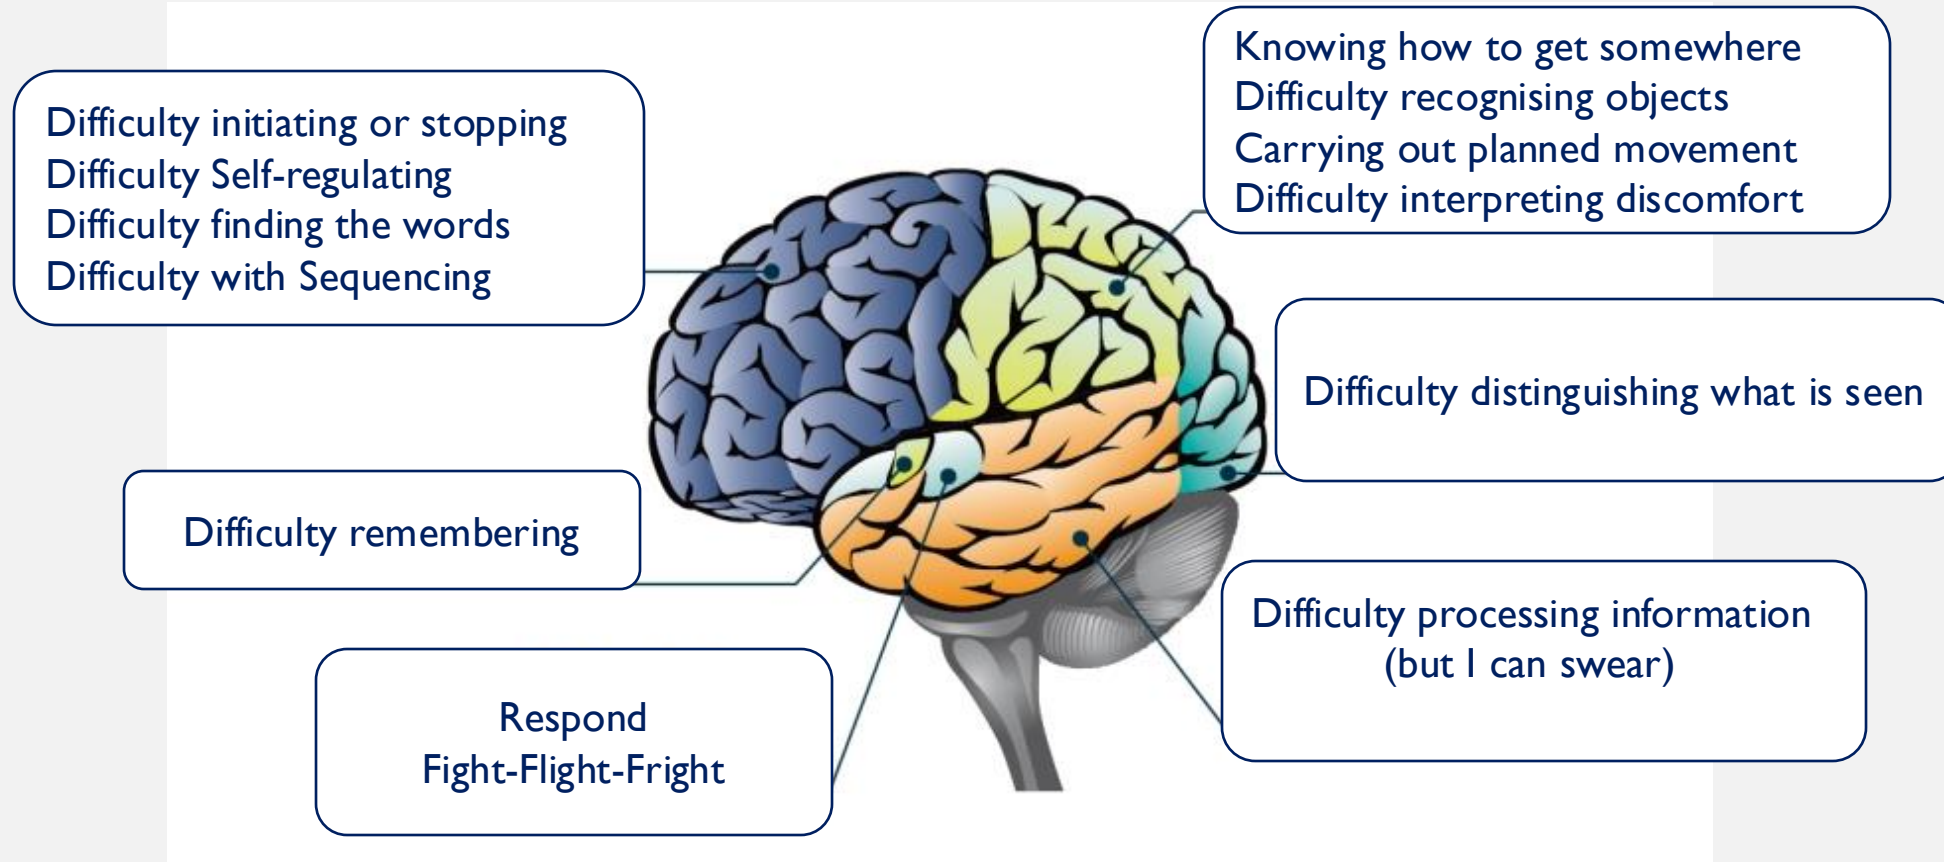 Difficulty initiating or stopping
Difficulty Self-regulating
Difficulty finding the words
Difficulty with Sequencing
Knowing how to get somewhere
Difficulty recognising objects
Carrying out planned movement
Difficulty interpreting discomfort
Difficulty distinguishing what is seen
Difficulty remembering
Difficulty processing information
(but I can swear)
Respond
Fight-Flight-Fright